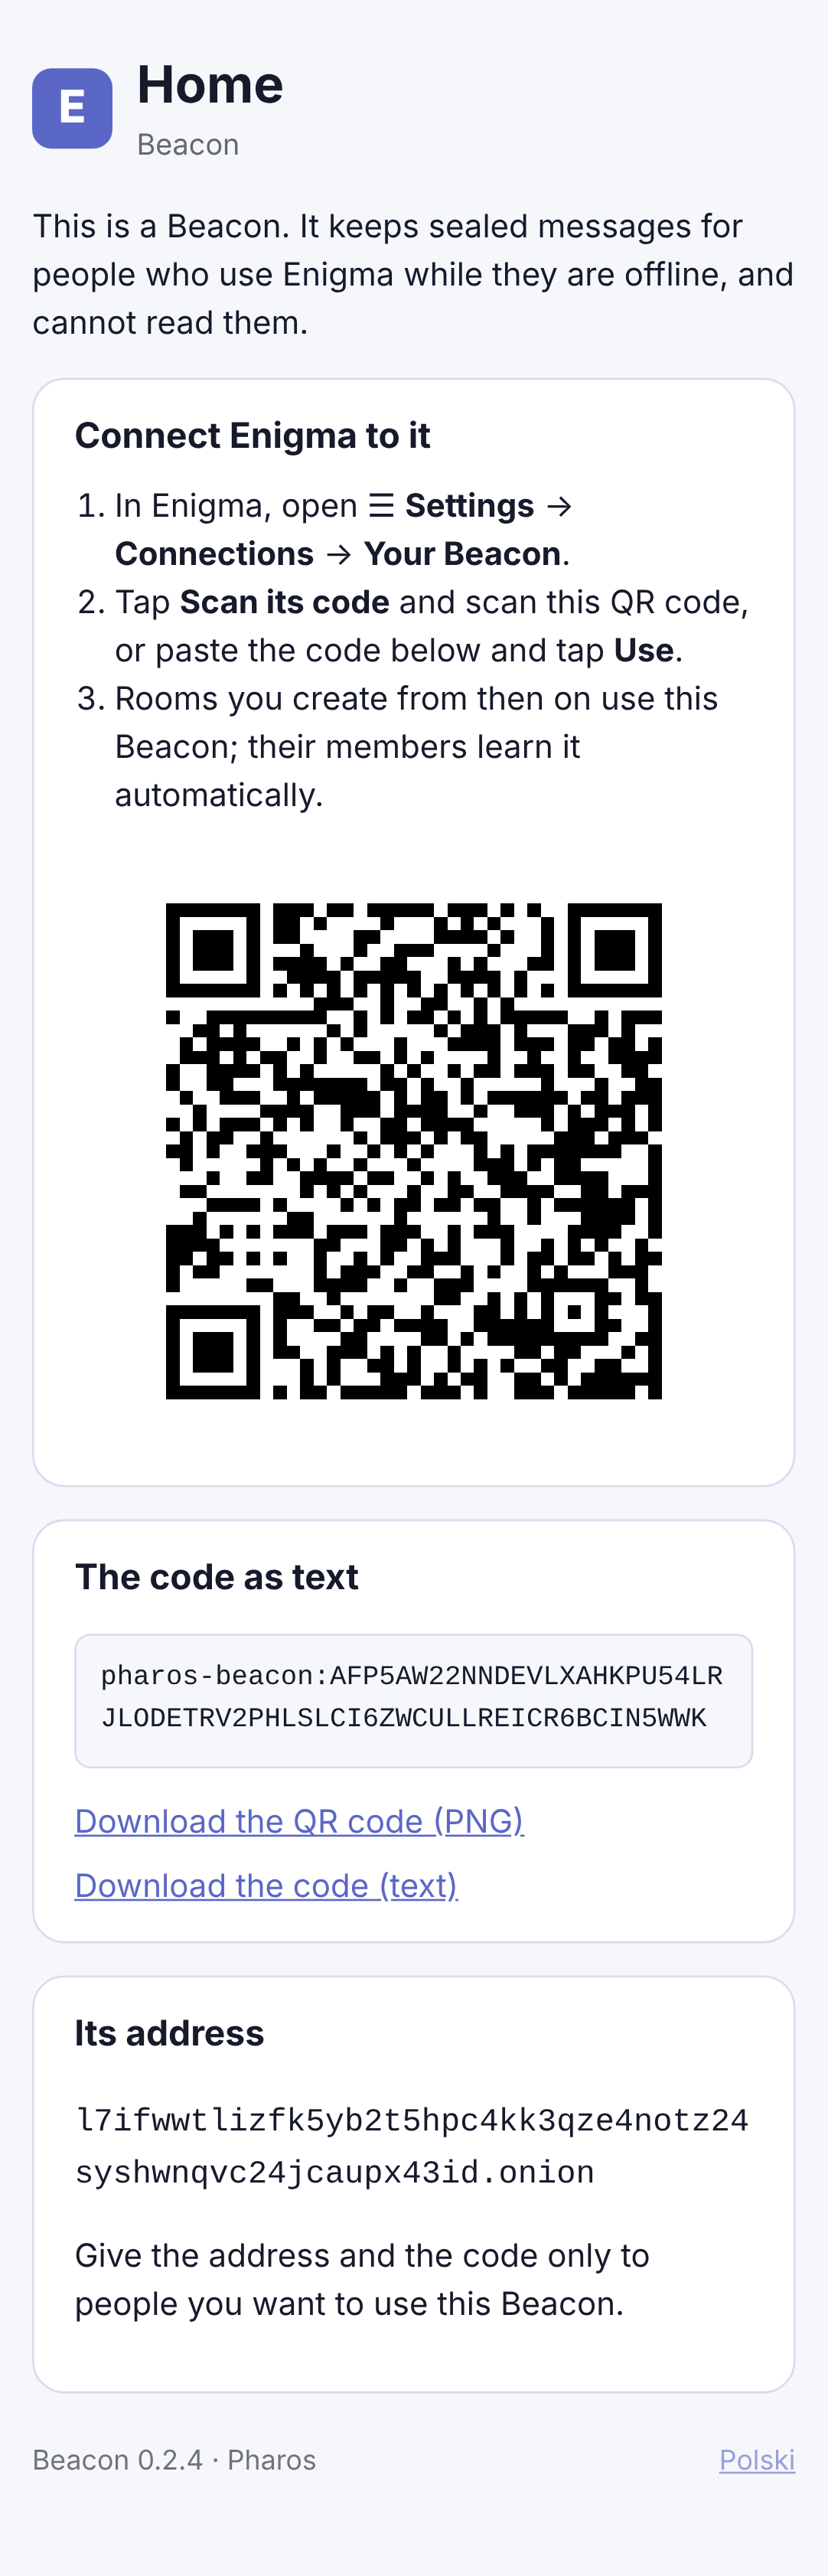 E
Home
Beacon
This is a Beacon. It keeps sealed messages for
people who use Enigma while they are offline, and
cannot read them.
Connect Enigma to it
1. In Enigma, open ☰ Settings →
Connections → Your Beacon.
2. Tap Scan its code and scan this QR code,
or paste the code below and tap Use.
3. Rooms you create from then on use this
Beacon; their members learn it
automatically.
The code as text
pharos-beacon:AFP5AW22NNDEVLXAHKPU54LR
JLODETRV2PHLSLCI6ZWCULLREICR6BCIN5WWK
Download the QR code (PNG)
Download the code (text)
Its address
l7ifwwtlizfk5yb2t5hpc4kk3qze4notz24
syshwnqvc24jcaupx43id.onion
Give the address and the code only to
people you want to use this Beacon.
Beacon 0.2.4 · Pharos
Polski